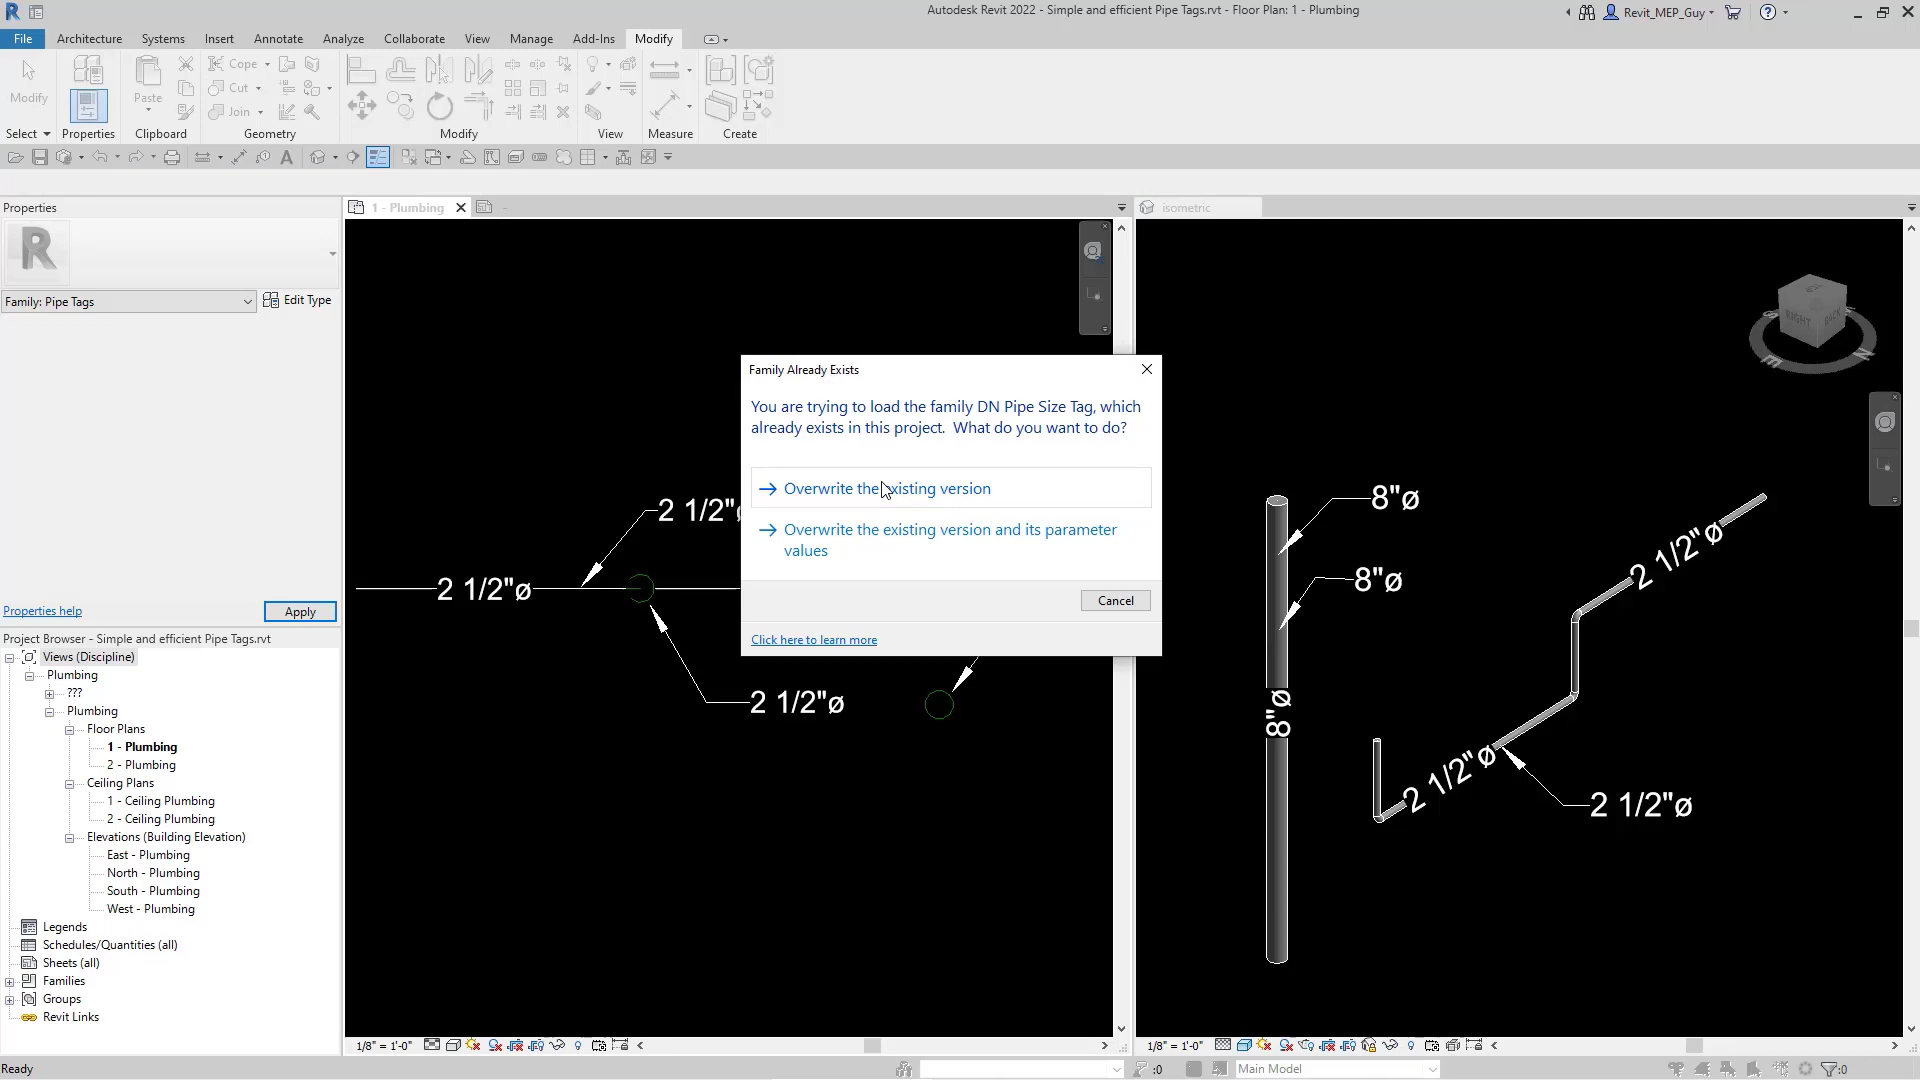 Autodesk Revit 2022 - Simple and efficient Pipe Tags.rvt - Floor Plan: 1 - Plumbing
Revit_MEP_Guy
File Architecture Systems Insert Annotate Analyze Collaborate View Manage Add-Ins Modify
Modify
Paste
Cope
Cut
Join
Select Properties Clipboard Geometry Modify View Measure Create
Properties
1 - Plumbing
isometric
Family: Pipe Tags
Edit Type
Properties help
Apply
Project Browser - Simple and efficient Pipe Tags.rvt
Views (Discipline)
Plumbing
???
Plumbing
Floor Plans
1 - Plumbing
2 - Plumbing
Ceiling Plans
1 - Ceiling Plumbing
2 - Ceiling Plumbing
Elevations (Building Elevation)
East - Plumbing
North - Plumbing
South - Plumbing
West - Plumbing
Legends
Schedules/Quantities (all)
Sheets (all)
Families
Groups
Revit Links
2 1/2"ø
2 1/2"ø
2 1/2"ø
Family Already Exists
You are trying to load the family DN Pipe Size Tag, which
already exists in this project. What do you want to do?
Overwrite the existing version
Overwrite the existing version and its parameter
values
Cancel
Click here to learn more
RIGHT
BACK
8"ø
8"ø
8"ø
2 1/2"ø
2 1/2"ø
2 1/2"ø
1/8" = 1'-0"
1/8" = 1'-0"
Ready
:0
Main Model
:0